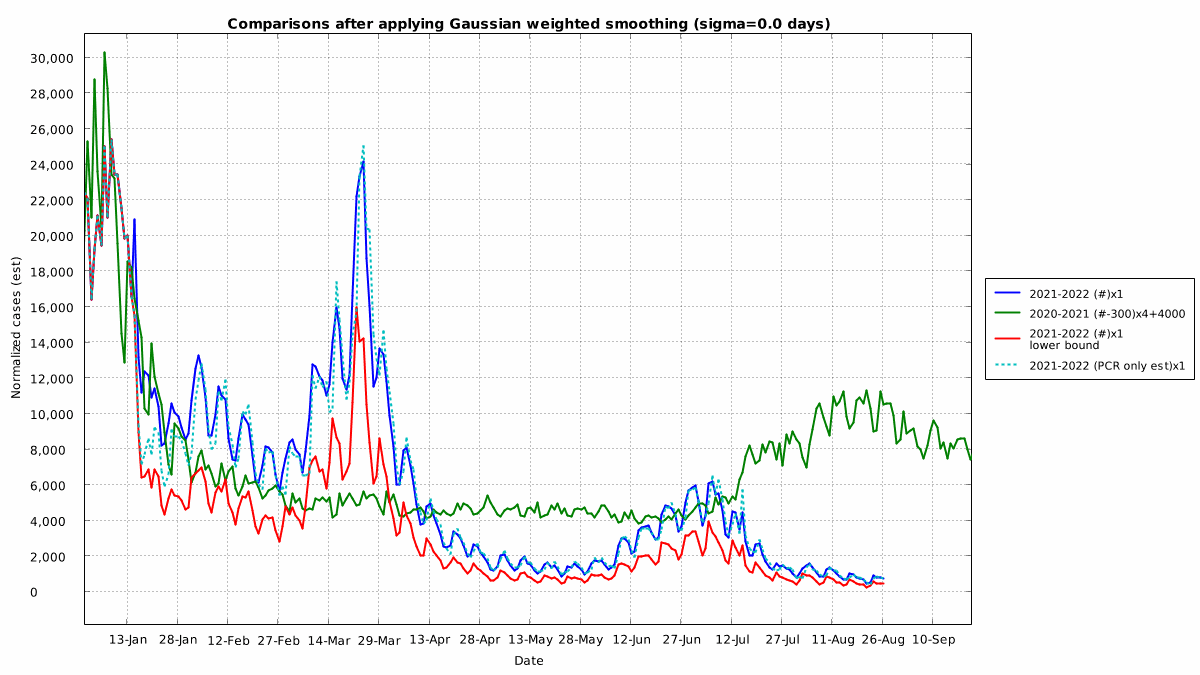 Comparisons after applying Gaussian weighted smoothing (sigma=0.0 days)
Normalized cases (est)
30,000
28,000
26,000
24,000
22,000
20,000
18,000
16,000
14,000
12,000
10,000
8,000
6,000
4,000
2,000
0
13-Jan 28-Jan 12-Feb 27-Feb 14-Mar 29-Mar 13-Apr 28-Apr 13-May 28-May 12-Jun 27-Jun 12-Jul 27-Jul 11-Aug 26-Aug 10-Sep
Date
2021-2022 (#)x1
2020-2021 (#-300)x4+4000
2021-2022 (#)x1
lower bound
2021-2022 (PCR only est)x1